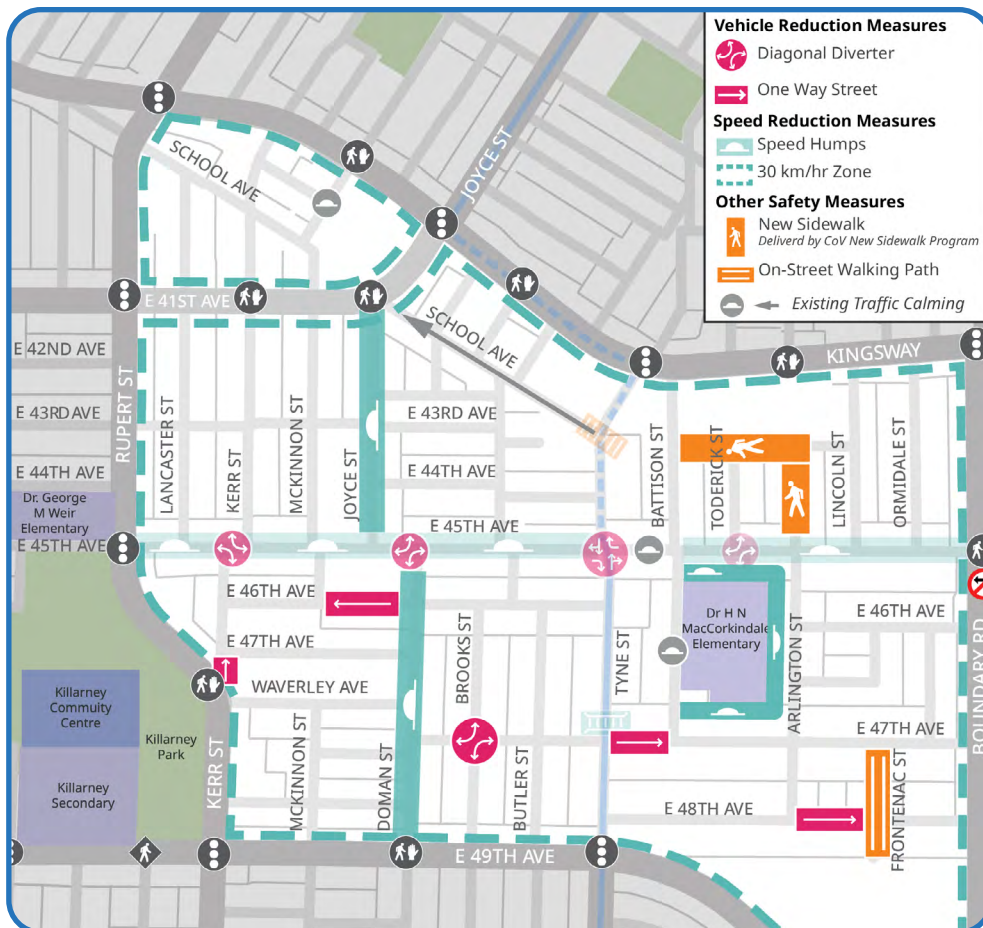 Vehicle Reduction Measures
Diagonal Diverter
One Way Street
Speed Reduction Measures
Speed Humps
30 km/hr Zone
Other Safety Measures
New Sidewalk
Deliverd by CoV New Sidewalk Program
On-Street Walking Path
Existing Traffic Calming
JOYCE ST
SCHOOL AVE
E 41ST AVE
SCHOOL AVE
KINGSWAY
E 42ND AVE
RUPERT ST
E 43RD AVE
E 43RD AVE
LANCASTER ST
KERR ST
MCKINNON ST
JOYCE ST
BATTISON ST
TODERICK ST
LINCOLN ST
ORMIDALE ST
E 44TH AVE
E 44TH AVE
Dr. George
M Weir
Elementary
E 45TH AVE
E 45TH AVE
E 46TH AVE
E 46TH AVE
Dr H N
MacCorkindale
Elementary
E 47TH AVE
BROOKS ST
TYNE ST
ARLINGTON ST
BOUNDARY RD
WAVERLEY AVE
Killarney
Commuity
Centre
Killarney
Park
E 47TH AVE
KERR ST
MCKINNON ST
DOMAN ST
BUTLER ST
Killarney
Secondary
E 48TH AVE
FRONTENAC ST
E 49TH AVE